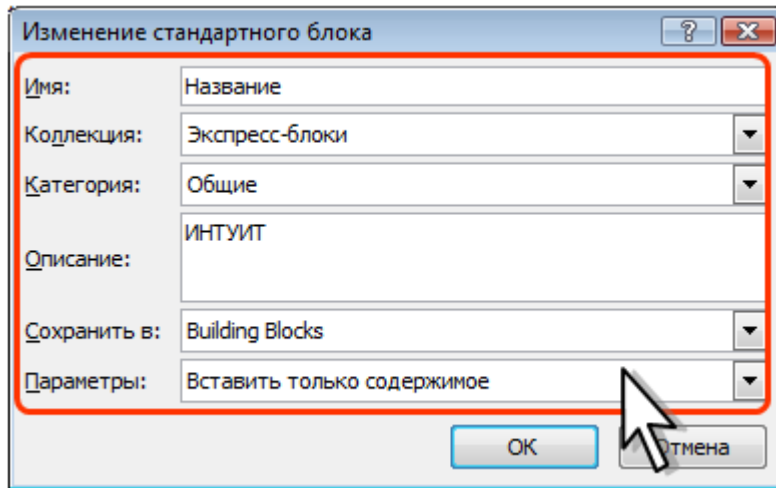 Изменение стандартного блока
Имя: Название
Коллекция: Экспресс-блоки
Категория: Общие
Описание: ИНТУИТ
Сохранить в: Building Blocks
Параметры: Вставить только содержимое
ОК Отмена